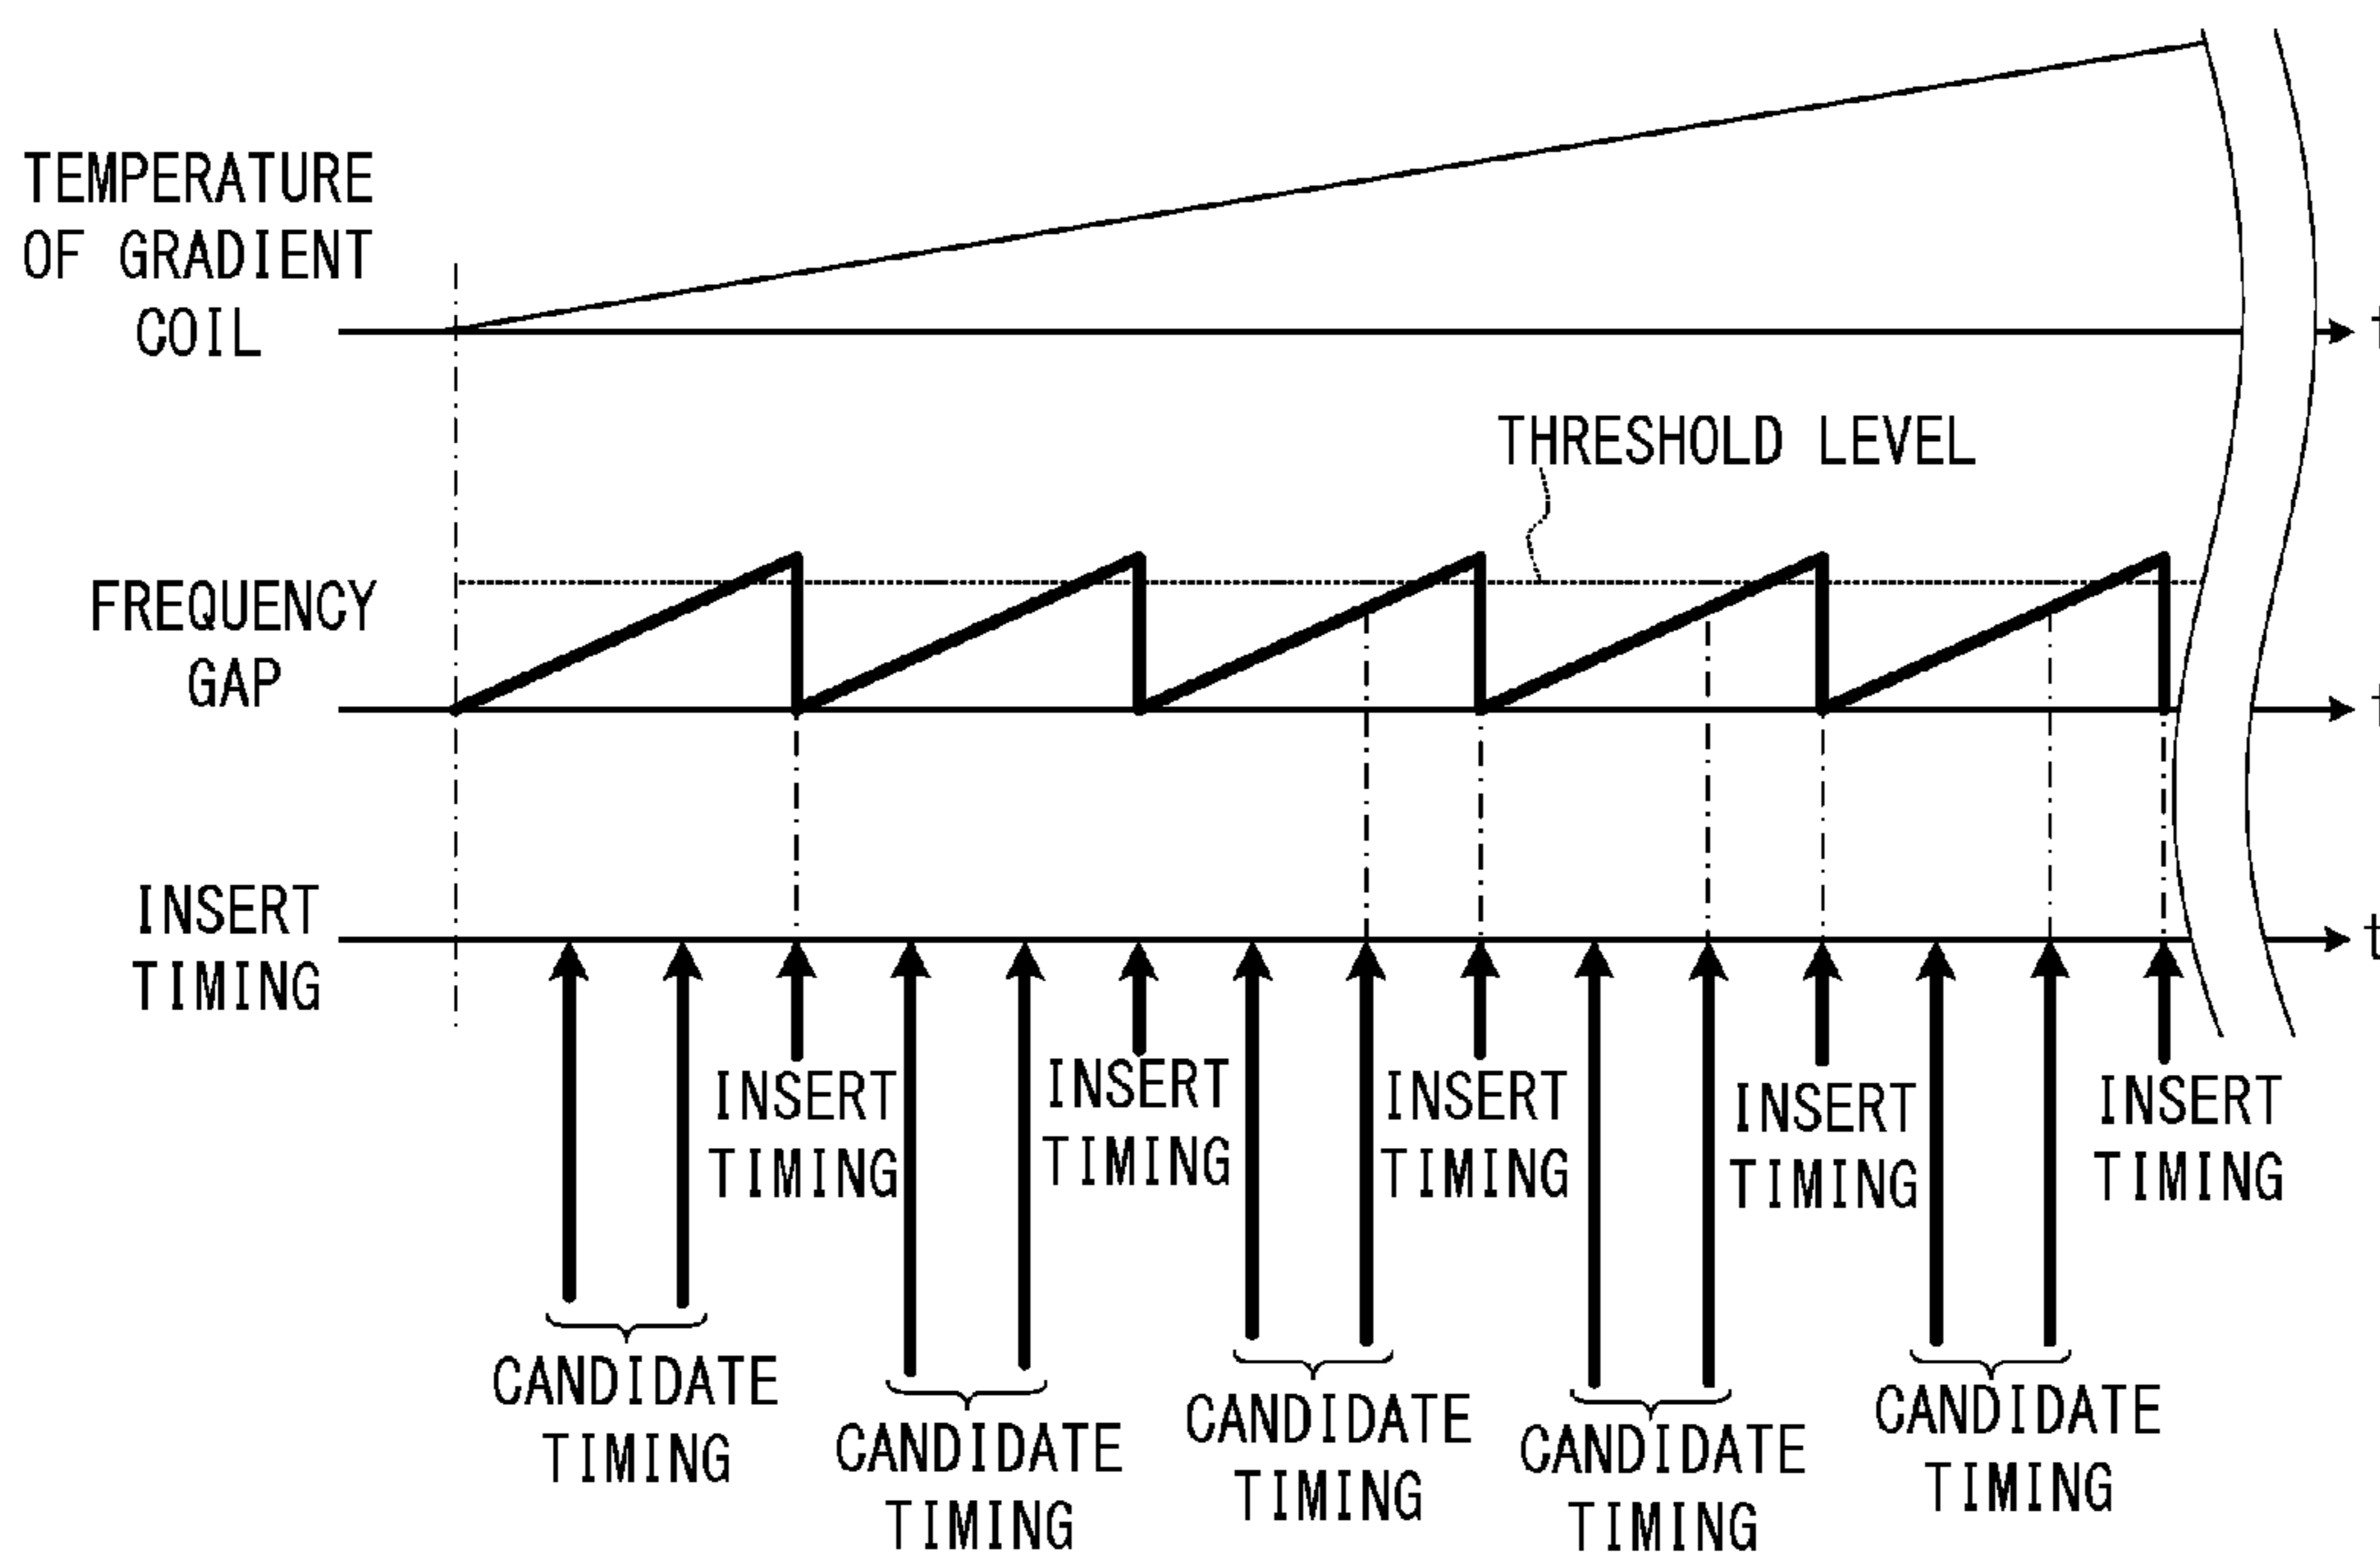 TEMPERATURE
OF GRADIENT
COIL
t
THRESHOLD LEVEL
FREQUENCY
GAP
t
INSERT
TIMING
t
INSERT
TIMING
INSERT
TIMING
INSERT
TIMING
INSERT
TIMING
INSERT
TIMING
CANDIDATE
TIMING
CANDIDATE
TIMING
CANDIDATE
TIMING
CANDIDATE
TIMING
CANDIDATE
TIMING